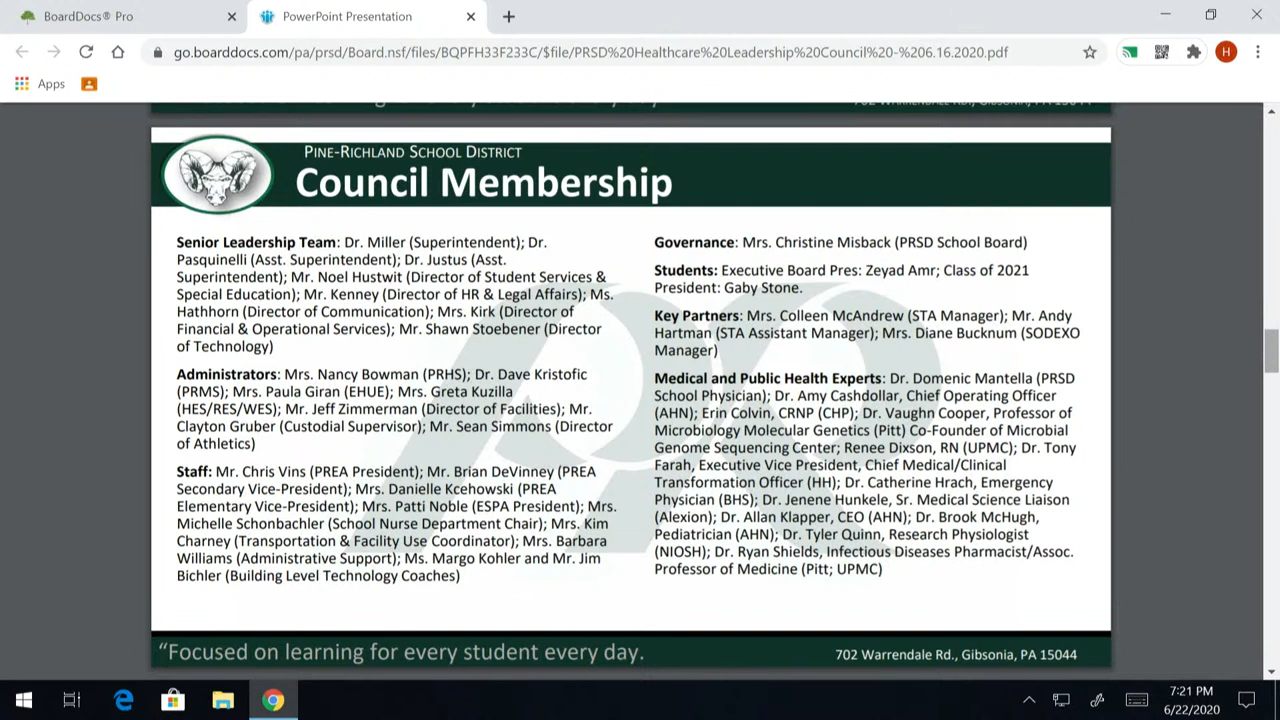 BoardDocs® Pro
PowerPoint Presentation
go.boarddocs.com/pa/prsd/Board.nsf/files/BQPFH33F233C/$file/PRSD%20Healthcare%20Leadership%20Council%20-%206.16.2020.pdf
H
Apps
702 WARRENDALE RD., GIBSONIA, PA 15044
PINE-RICHLAND SCHOOL DISTRICT
Council Membership
Senior Leadership Team: Dr. Miller (Superintendent); Dr.
Pasquinelli (Asst. Superintendent); Dr. Justus (Asst.
Superintendent); Mr. Noel Hustwit (Director of Student Services &
Special Education); Mr. Kenney (Director of HR & Legal Affairs); Ms.
Hathhorn (Director of Communication); Mrs. Kirk (Director of
Financial & Operational Services); Mr. Shawn Stoebener (Director
of Technology)
Administrators: Mrs. Nancy Bowman (PRHS); Dr. Dave Kristofic
(PRMS); Mrs. Paula Giran (EHUE); Mrs. Greta Kuzilla
(HES/RES/WES); Mr. Jeff Zimmerman (Director of Facilities); Mr.
Clayton Gruber (Custodial Supervisor); Mr. Sean Simmons (Director
of Athletics)
Staff: Mr. Chris Vins (PREA President); Mr. Brian DeVinney (PREA
Secondary Vice-President); Mrs. Danielle Kcehowski (PREA
Elementary Vice-President); Mrs. Patti Noble (ESPA President); Mrs.
Michelle Schonbachler (School Nurse Department Chair); Mrs. Kim
Charney (Transportation & Facility Use Coordinator); Mrs. Barbara
Williams (Administrative Support); Ms. Margo Kohler and Mr. Jim
Bichler (Building Level Technology Coaches)
Governance: Mrs. Christine Misback (PRSD School Board)
Students: Executive Board Pres: Zeyad Amr; Class of 2021
President: Gaby Stone.
Key Partners: Mrs. Colleen McAndrew (STA Manager); Mr. Andy
Hartman (STA Assistant Manager); Mrs. Diane Bucknum (SODEXO
Manager)
Medical and Public Health Experts: Dr. Domenic Mantella (PRSD
School Physician); Dr. Amy Cashdollar, Chief Operating Officer
(AHN); Erin Colvin, CRNP (CHP); Dr. Vaughn Cooper, Professor of
Microbiology Molecular Genetics (Pitt) Co-Founder of Microbial
Genome Sequencing Center; Renee Dixson, RN (UPMC); Dr. Tony
Farah, Executive Vice President, Chief Medical/Clinical
Transformation Officer (HH); Dr. Catherine Hrach, Emergency
Physician (BHS); Dr. Jenene Hunkele, Sr. Medical Science Liaison
(Alexion); Dr. Allan Klapper, CEO (AHN); Dr. Brook McHugh,
Pediatrician (AHN); Dr. Tyler Quinn, Research Physiologist
(NIOSH); Dr. Ryan Shields, Infectious Diseases Pharmacist/Assoc.
Professor of Medicine (Pitt; UPMC)
“Focused on learning for every student every day.
702 Warrendale Rd., Gibsonia, PA 15044
7:21 PM
6/22/2020